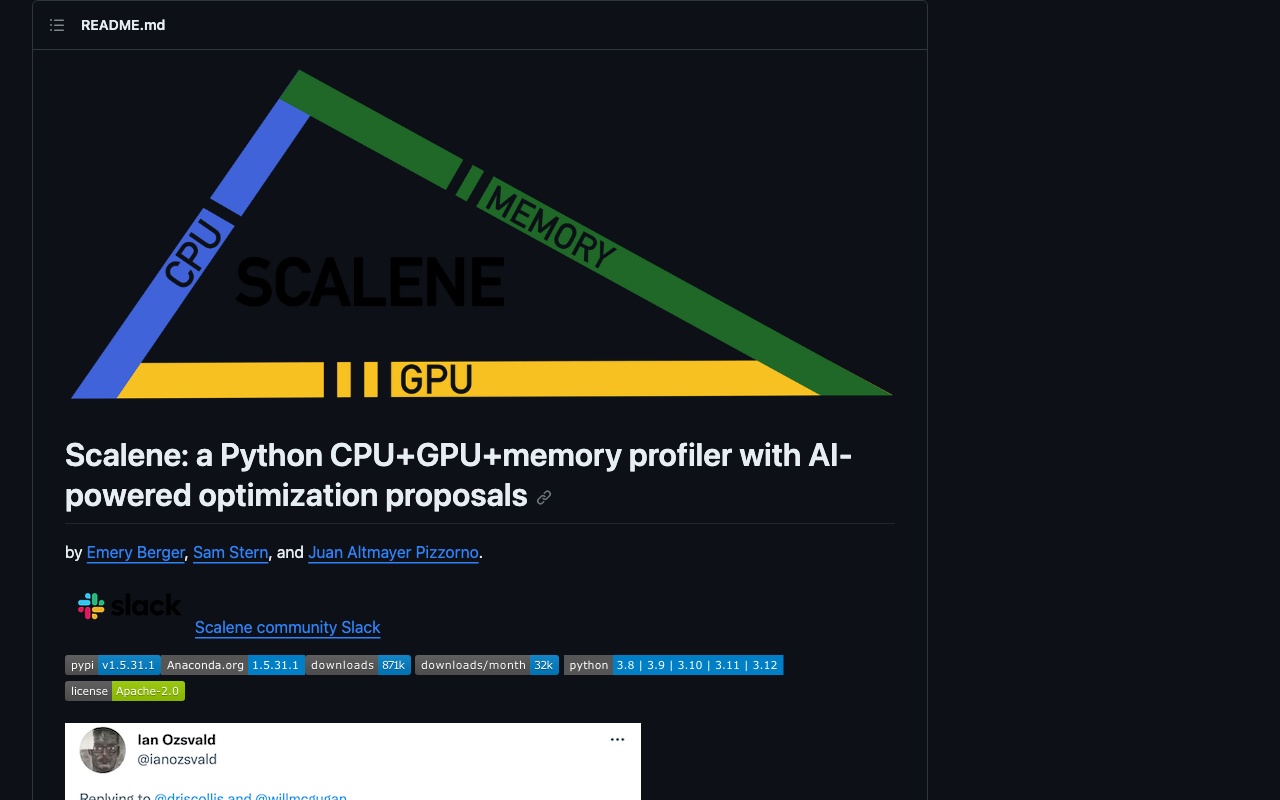 README.md
CPU
MEMORY
SCALENE
GPU
Scalene: a Python CPU+GPU+memory profiler with AI-
powered optimization proposals
by Emery Berger, Sam Stern, and Juan Altmayer Pizzorno.
slack Scalene community Slack
pypi v1.5.31.1 Anaconda.org 1.5.31.1 downloads 871k downloads/month 32k python 3.8 | 3.9 | 3.10 | 3.11 | 3.12
license Apache-2.0
Ian Ozsvald
@ianozsvald
Replying to @driscollis and @willmcgugan